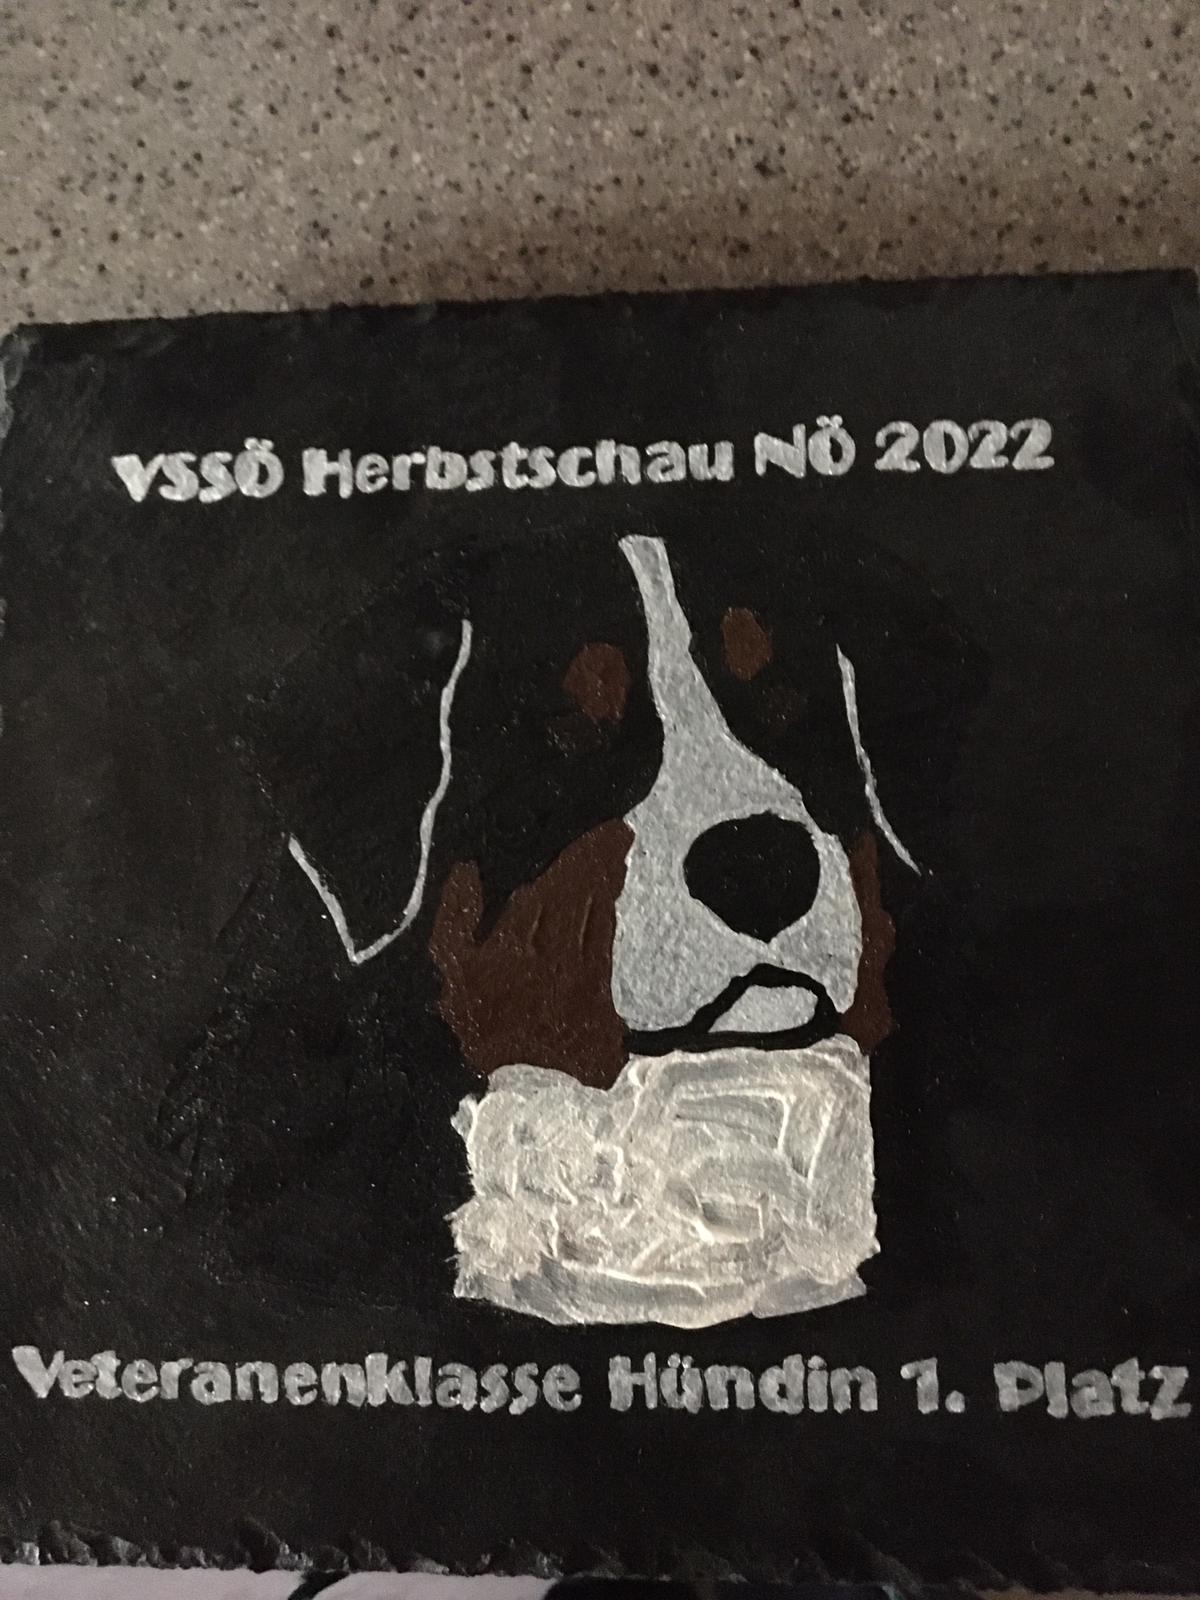 VSSÖ Herbstschau NÖ 2022
Veteranenklasse Hündin 1. Platz